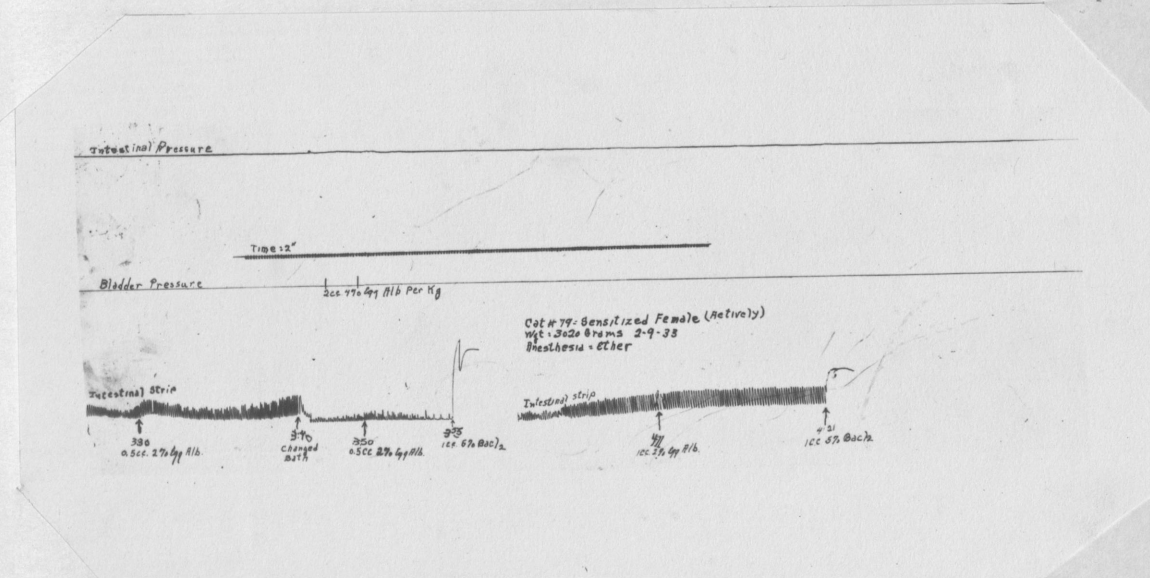 Intestinal Pressure
Time = 2"
Bladder Pressure
2cc 7% Egg Alb Per Kg
Cat # 79 = Sensitized Female (Actively)
Wgt = 3020 Grams 2-9-33
Anesthesia = Ether
Intestinal Strip
330
0.5cc. 2% Egg Alb.
340
Changed
Bath
350
0.5cc 2% Egg Alb.
1cc. 5% BaCl2
Intestinal Strip
411
1cc 2% Egg Alb.
4 21
1cc 5% BaCl2